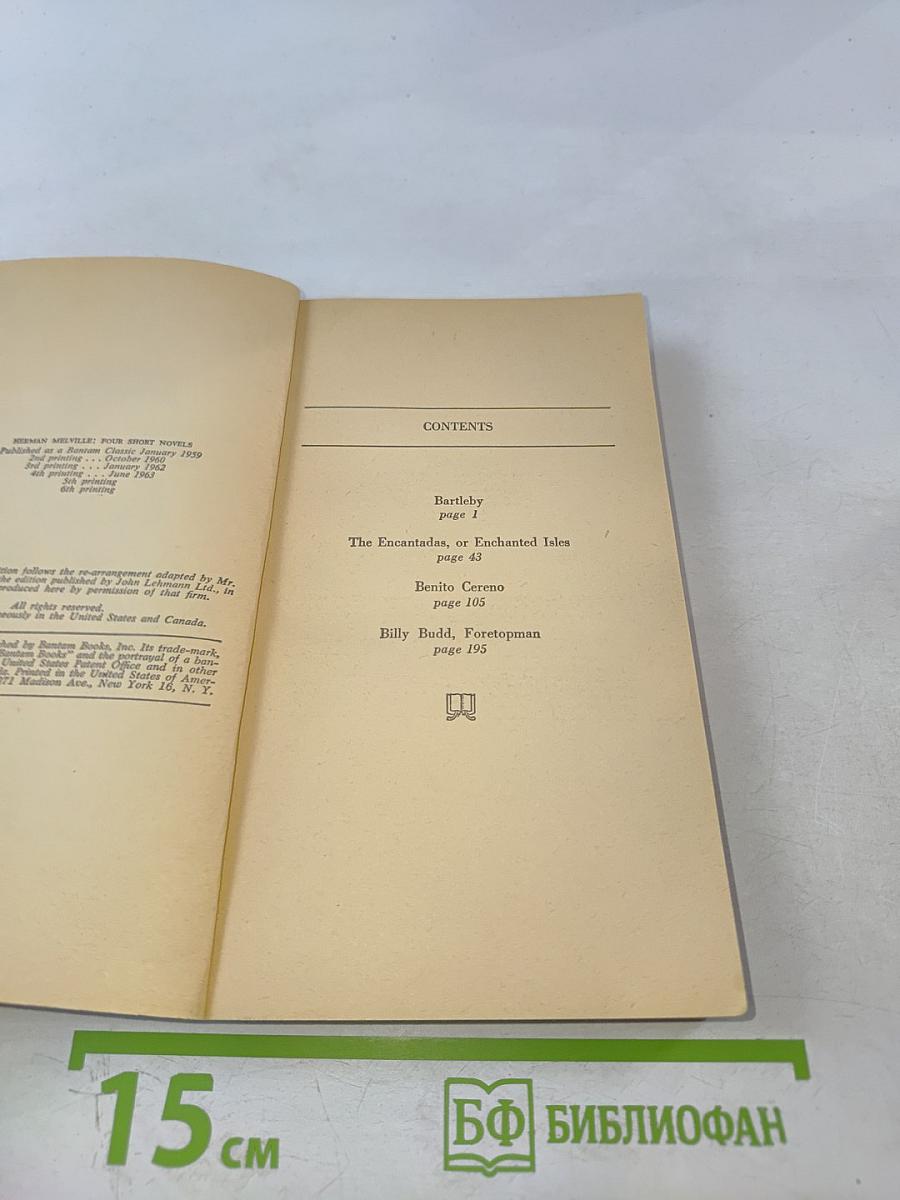 HERMAN MELVILLE: FOUR SHORT NOVELS
Published as a Bantam Classic January 1959
2nd printing . . . October 1960
3rd printing . . . January 1962
4th printing . . . June 1963
5th printing
6th printing
tion follows the re-arrangement adapted by Mr.
the edition published by John Lehmann Ltd., in
produced here by permission of that firm.
All rights reserved.
eously in the United States and Canada.
hed by Bantam Books, Inc. Its trade-mark,
Bantam Books" and the portrayal of a ban-
United States Patent Office and in other
Printed in the United States of Amer-
271 Madison Ave., New York 16, N. Y.
CONTENTS
Bartleby
page 1
The Encantadas, or Enchanted Isles
page 43
Benito Cereno
page 105
Billy Budd, Foretopman
page 195
15 см
БФ БИБЛИОФАН